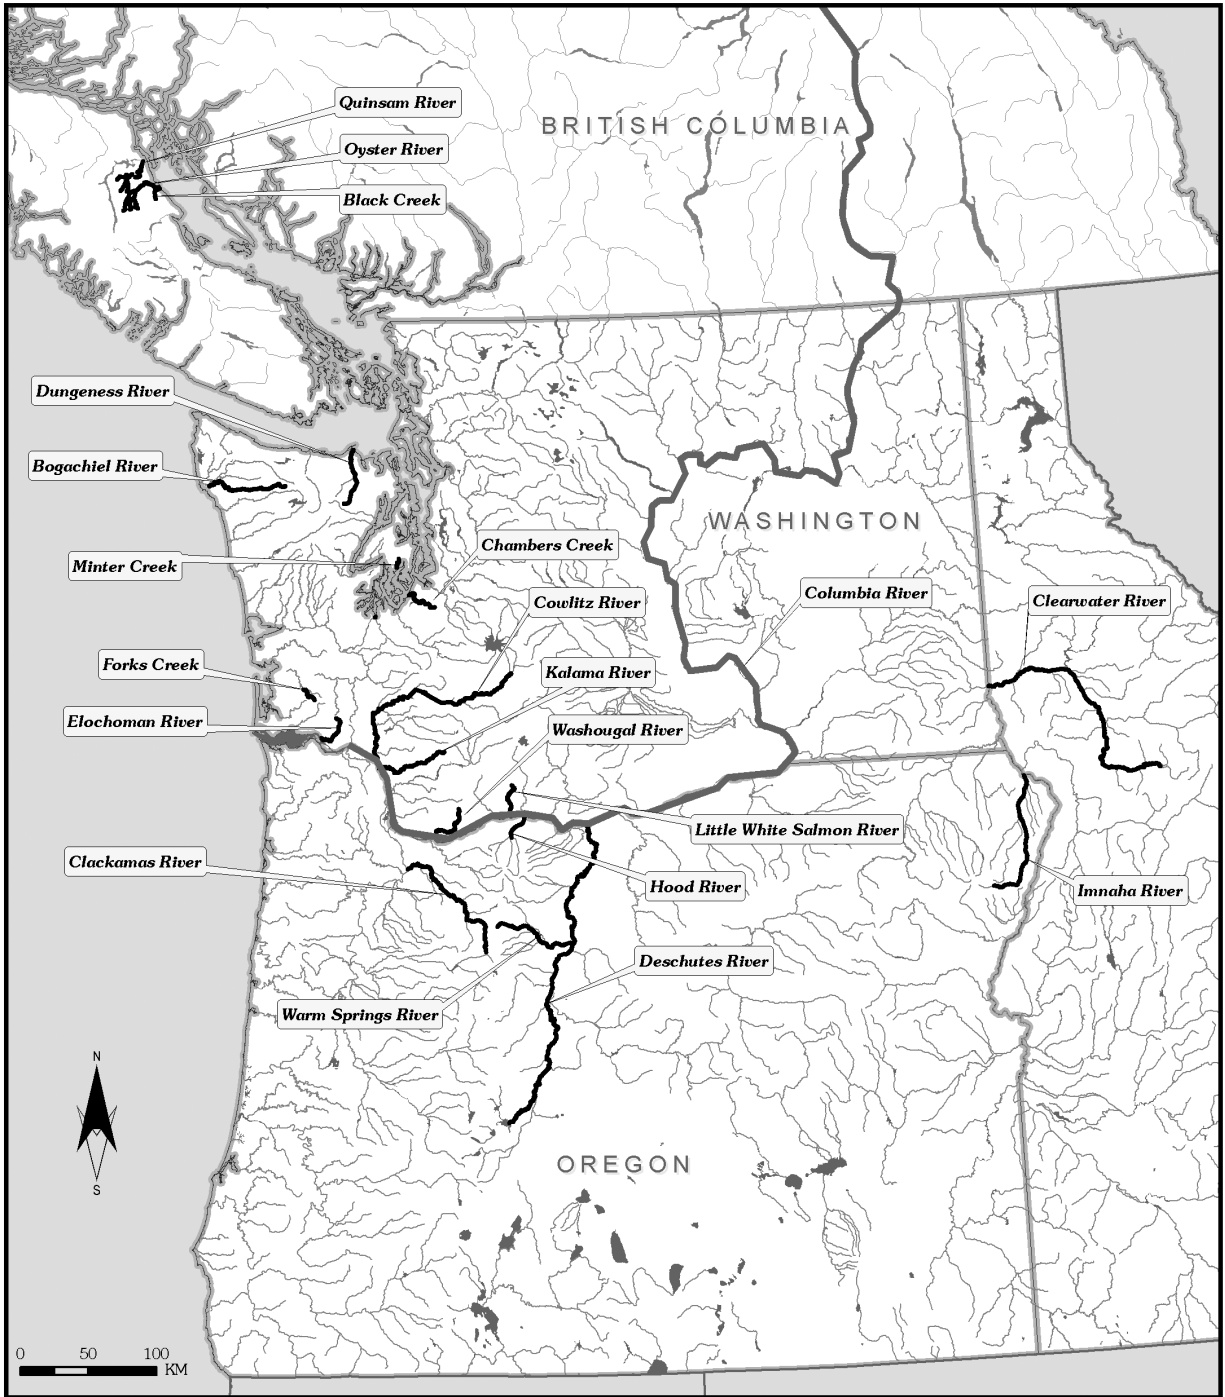 Quinsam River
BRITISH COLUMBIA
Oyster River
Black Creek
Dungeness River
Bogachiel River
WASHINGTON
Chambers Creek
Minter Creek
Columbia River
Cowlitz River
Clearwater River
Forks Creek
Kalama River
Elochoman River
Washougal River
Little White Salmon River
Clackamas River
Hood River
Imnaha River
Deschutes River
Warm Springs River
N
OREGON
S
0 50 100
KM